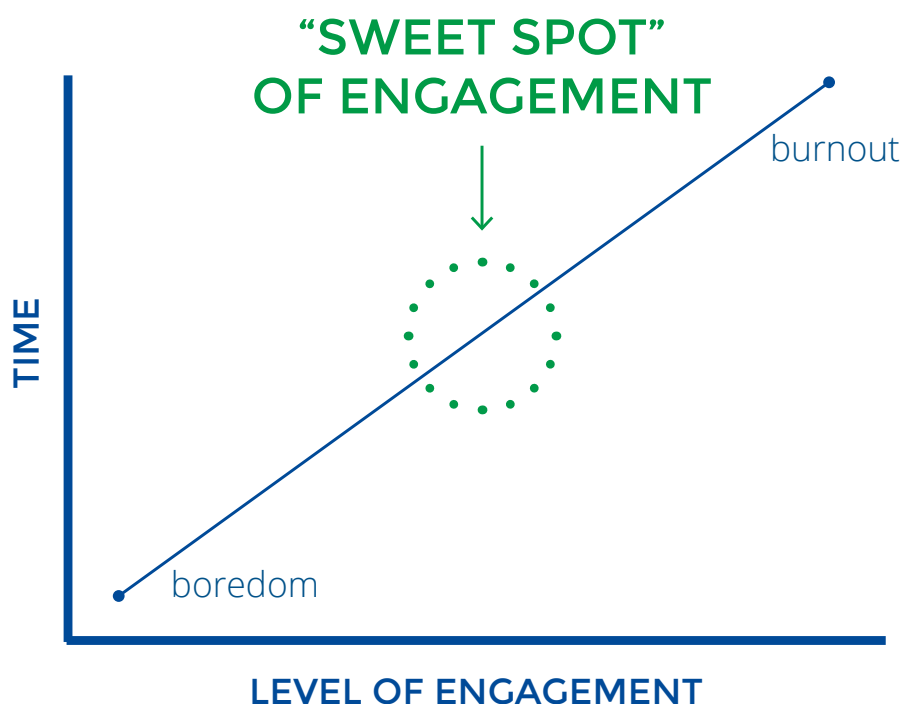 “SWEET SPOT”
OF ENGAGEMENT
burnout
TIME
boredom
LEVEL OF ENGAGEMENT